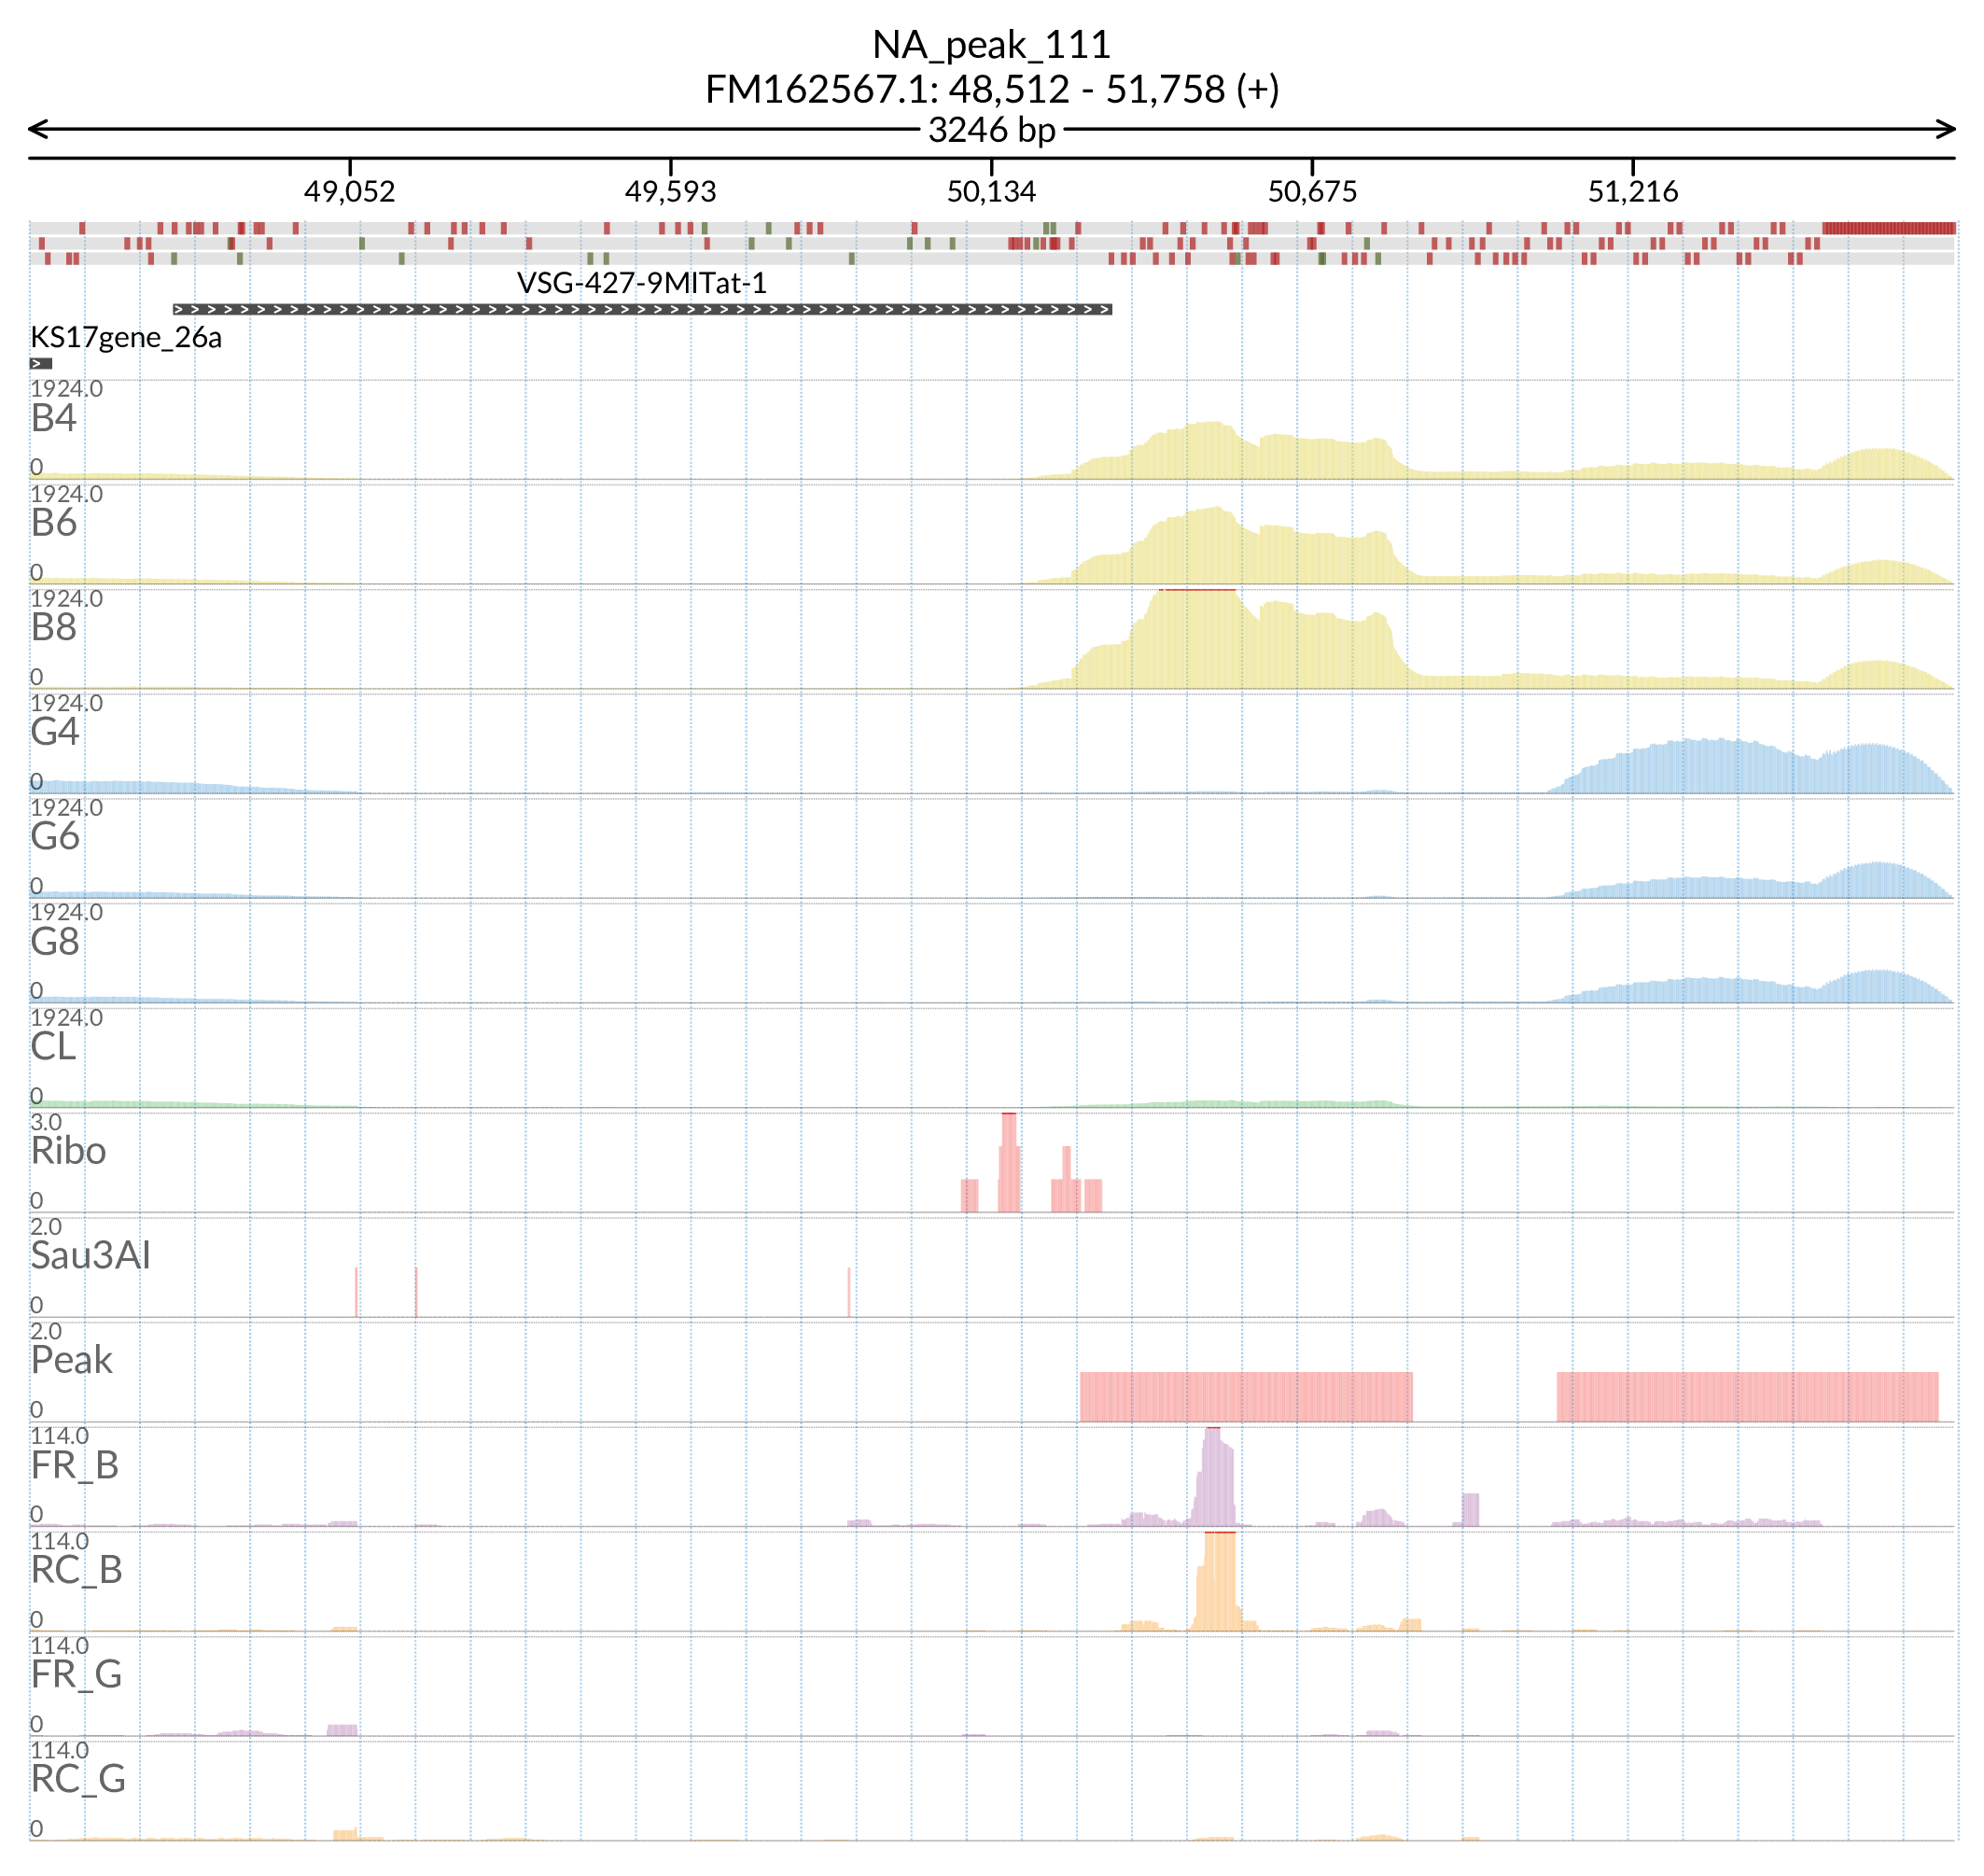 NA_peak_111
FM162567.1: 48,512 - 51,758 (+)
3246 bp
49,052 49,593 50,134 50,675 51,216
VSG-427-9MITat-1
KS17gene_26a
1924.0
B4
0
1924.0
B6
0
1924.0
B8
0
1924.0
G4
0
1924.0
G6
0
1924.0
G8
0
1924.0
CL
0
3.0
Ribo
0
2.0
Sau3AI
0
2.0
Peak
0
114.0
FR_B
0
114.0
RC_B
0
114.0
FR_G
0
114.0
RC_G
0